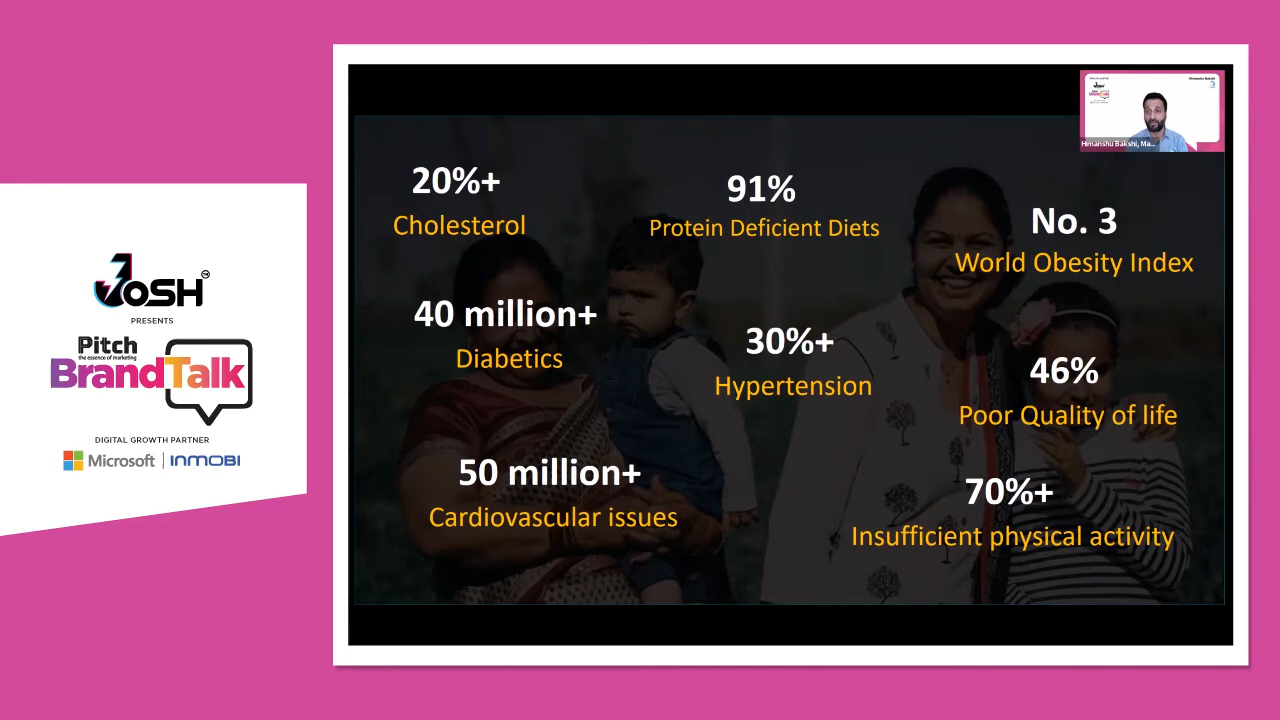 JOSH
PRESENTS
Pitch
the essence of marketing
BrandTalk
DIGITAL GROWTH PARTNER
Microsoft | INMOBI
20%+
Cholesterol
91%
Protein Deficient Diets
No. 3
World Obesity Index
40 million+
Diabetics
30%+
Hypertension
46%
Poor Quality of life
50 million+
Cardiovascular issues
70%+
Insufficient physical activity
Himanshu Bakshi
Himanshu Bakshi, Ma...